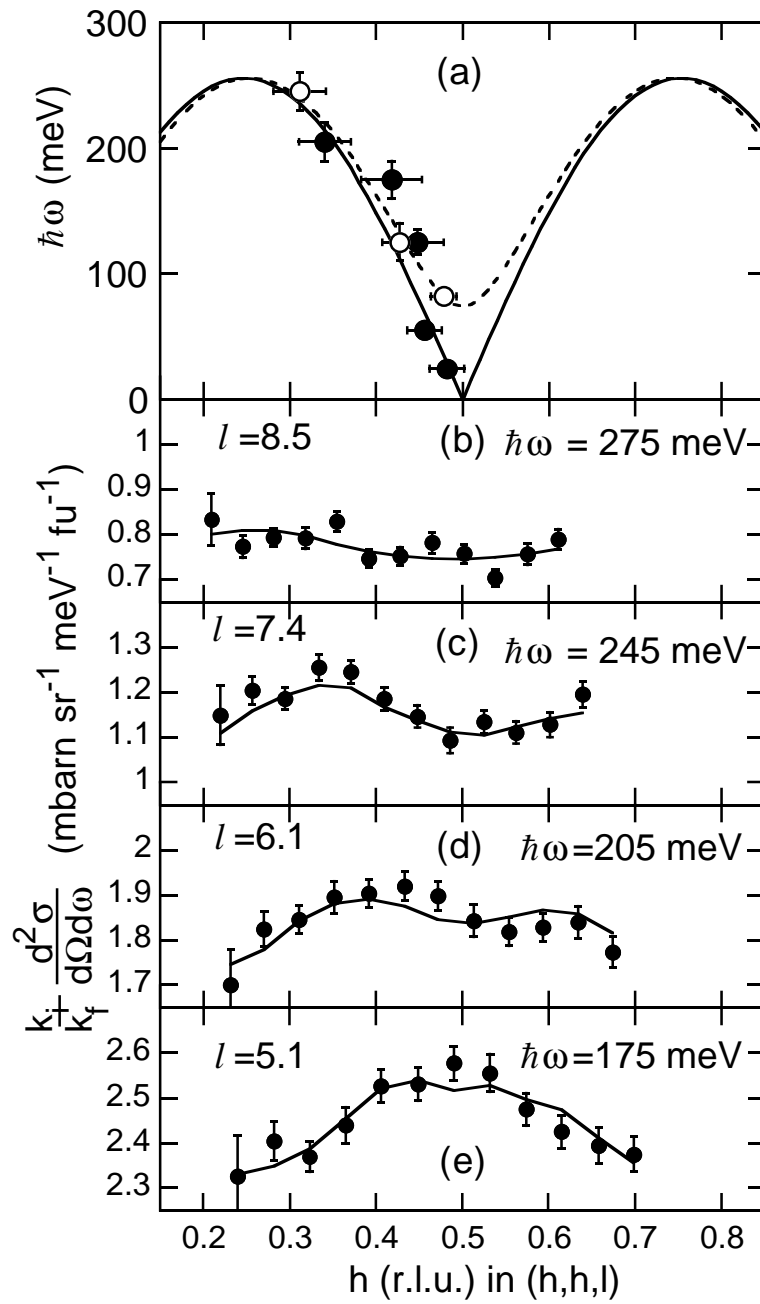 300
200
100
0
ħω (meV)
(a)
l =8.5
(b)
ħω = 275 meV
1
0.9
0.8
0.7
l =7.4
(c)
ħω = 245 meV
1.3
1.2
1.1
1
l =6.1
(d)
ħω=205 meV
2
1.9
1.8
1.7
l =5.1
ħω=175 meV
(e)
2.6
2.5
2.4
2.3
k_i/k_f d²σ/dΩdω (mbarn sr⁻¹ meV⁻¹ fu⁻¹)
0.2 0.3 0.4 0.5 0.6 0.7 0.8
h (r.l.u.) in (h,h,l)